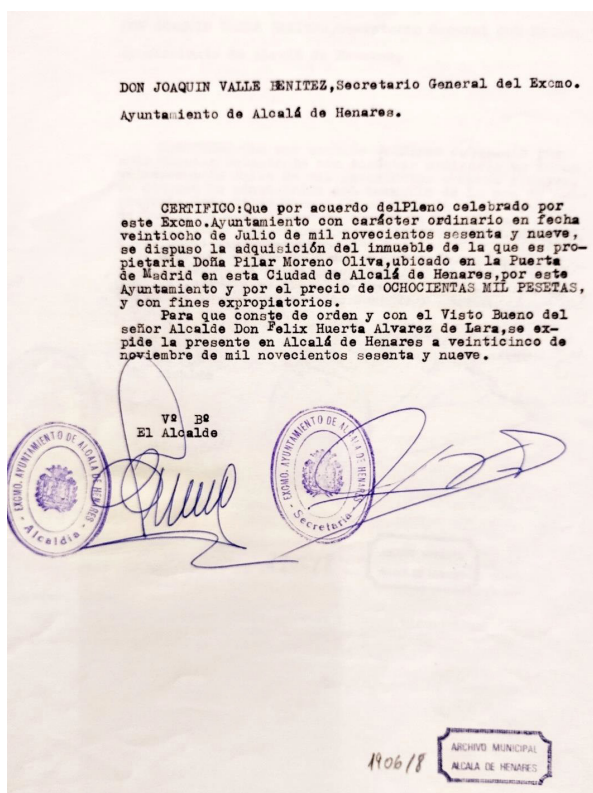 DON JOAQUIN VALLE BENITEZ,Secretario General del Excmo.
Ayuntamiento de Alcalá de Henares.
CERTIFICO:Que por acuerdo delPleno celebrado por
este Excmo.Ayuntamiento con carácter ordinario en fecha
veintiocho de Julio de mil novecientos sesenta y nueve,
se dispuso la adquisición del inmueble de la que es pro-
pietaria Doña Pilar Moreno Oliva,ubicado en la Puerta
de Madrid en esta Ciudad de Alcalá de Henares,por este
Ayuntamiento y por el precio de OCHOCIENTAS MIL PESETAS,
y con fines expropiatorios.
Para que conste de orden y con el Visto Bueno del
señor Alcalde Don Felix Huerta Alvarez de Lara,se ex-
pide la presente en Alcalá de Henares a veinticinco de
noviembre de mil novecientos sesenta y nueve.
Vº Bº
El Alcalde
EXCMO. AYUNTAMIENTO DE ALCALA DE HENARES
- Alcaldia -
EXCMO. AYUNTAMIENTO DE ALCALA DE HENARES
- Secretaria -
1906/8
ARCHIVO MUNICIPAL
ALCALA DE HENARES